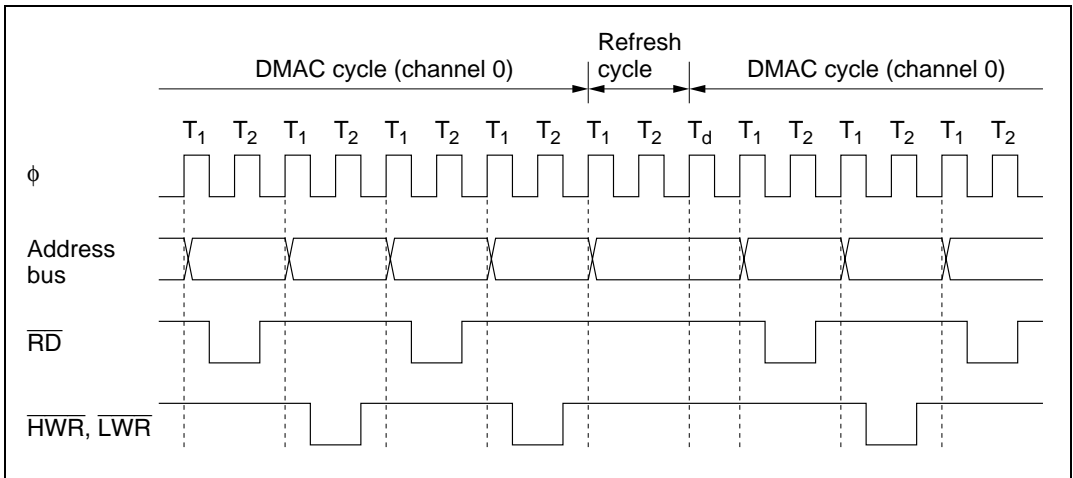 Refresh
DMAC cycle (channel 0) cycle DMAC cycle (channel 0)
T1 T2 T1 T2 T1 T2 T1 T2 T1 T2 Td T1 T2 T1 T2 T1 T2
ϕ
Address
bus
RD
HWR, LWR